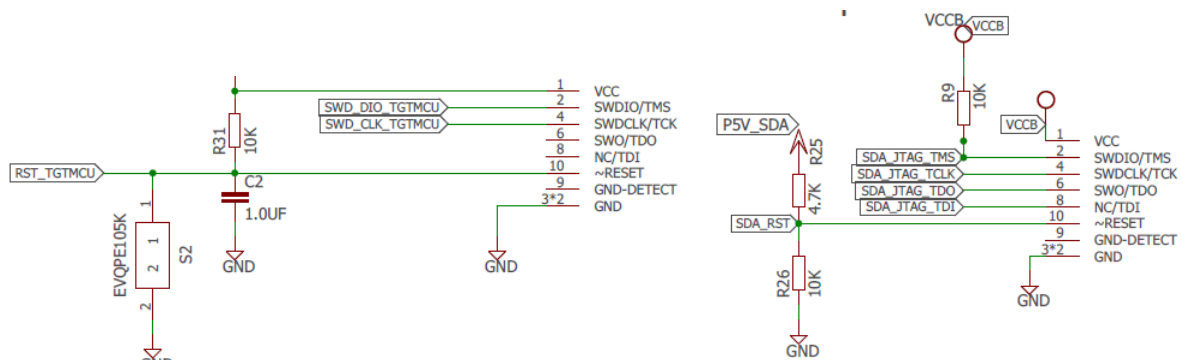 VCCB
VCCB
R9
10K
VCCB
1
VCC
SWD_DIO_TGTMCU
2
SWDIO/TMS
SWD_CLK_TGTMCU
4
SWDCLK/TCK
6
SWO/TDO
8
NC/TDI
10
~RESET
9
GND-DETECT
3*2
GND
R31
10K
RST_TGTMCU
C2
1.0UF
GND
GND
1
1
2
2
EVQPE105K
S2
P5V_SDA
R25
4.7K
SDA_RST
R26
10K
GND
1
VCC
SDA_JTAG_TMS
2
SWDIO/TMS
SDA_JTAG_TCLK
4
SWDCLK/TCK
SDA_JTAG_TDO
6
SWO/TDO
SDA_JTAG_TDI
8
NC/TDI
10
~RESET
9
GND-DETECT
3*2
GND
GND